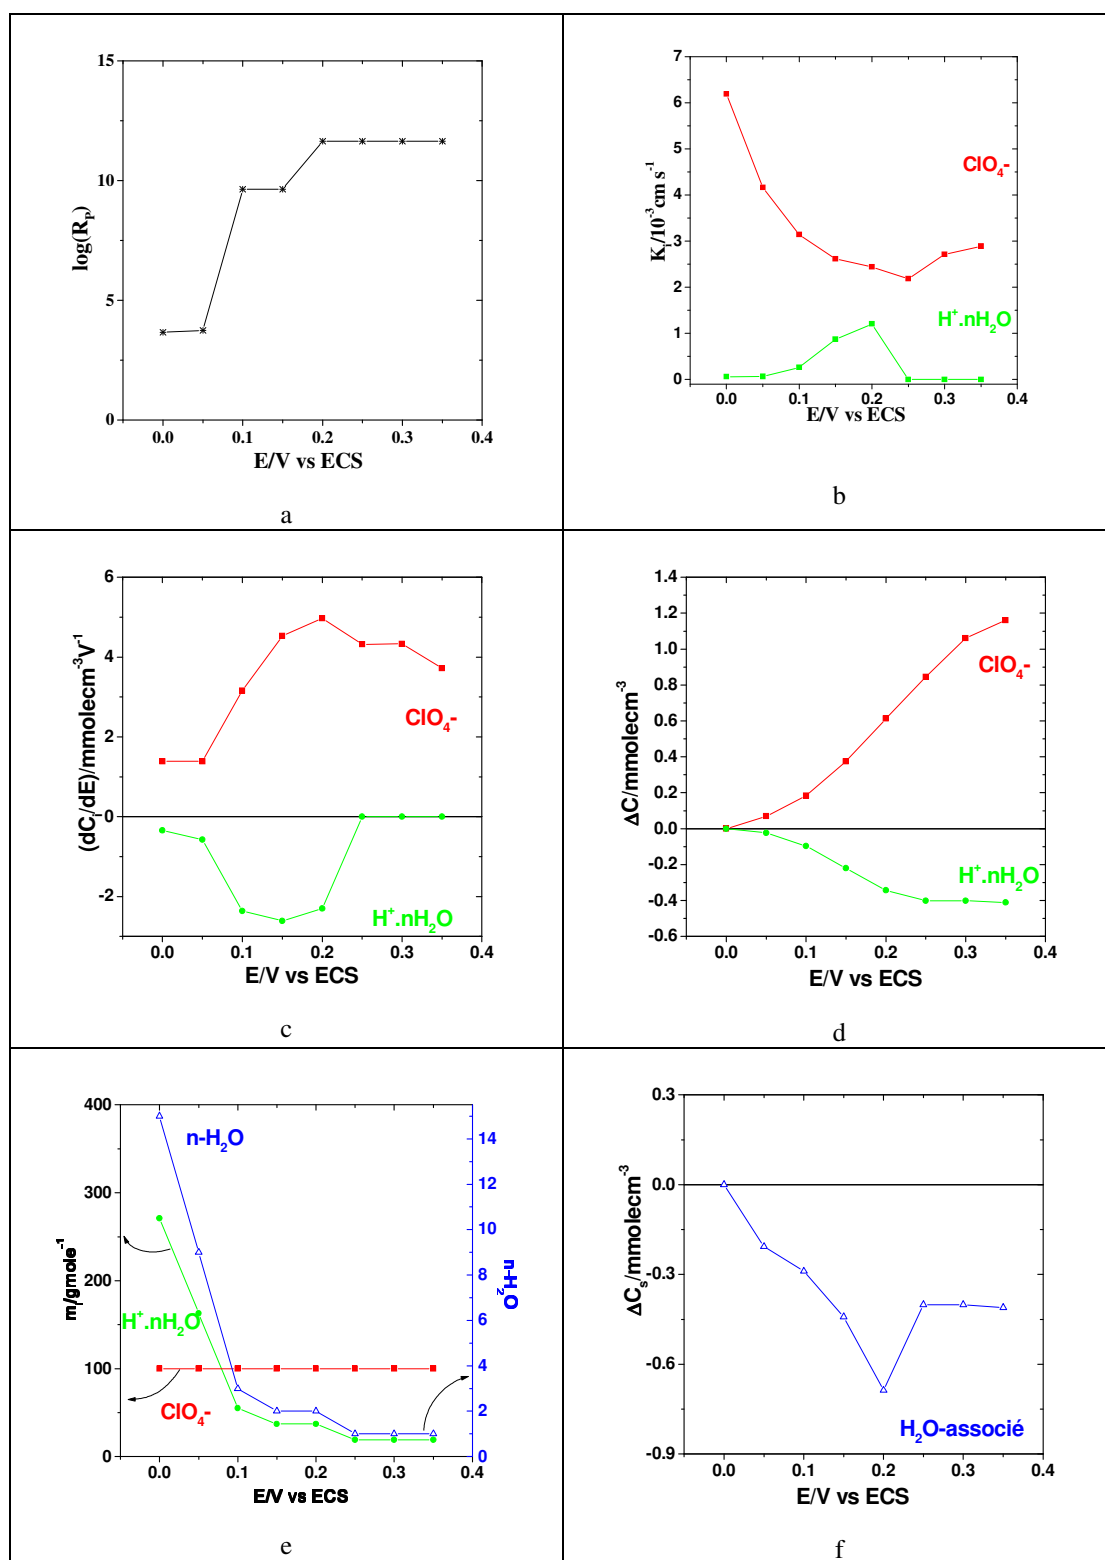 15
10
5
0
log(Rₚ)
0.0 0.1 0.2 0.3 0.4
E/V vs ECS
a
7
6
5
4
3
2
1
0
Kᵢ/10⁻³cm s⁻¹
ClO₄-
H⁺.nH₂O
0.0 0.1 0.2 0.3 0.4
E/V vs ECS
b
6
4
2
0
-2
(dCᵢ/dE)/mmolecm⁻³V⁻¹
ClO₄-
H⁺.nH₂O
0.0 0.1 0.2 0.3 0.4
E/V vs ECS
c
1.4
1.2
1.0
0.8
0.6
0.4
0.2
0.0
-0.2
-0.4
-0.6
ΔC/mmolecm⁻³
ClO₄-
H⁺.nH₂O
0.0 0.1 0.2 0.3 0.4
E/V vs ECS
d
400
300
200
100
0
mᵢ/gmole⁻¹
n-H₂O
H⁺.nH₂O
ClO₄-
14
12
10
8
6
4
2
0
n-H₂O
0.0 0.1 0.2 0.3 0.4
E/V vs ECS
e
0.3
0.0
-0.3
-0.6
-0.9
ΔCₛ/mmolecm⁻³
H₂O-associé
0.0 0.1 0.2 0.3 0.4
E/V vs ECS
f